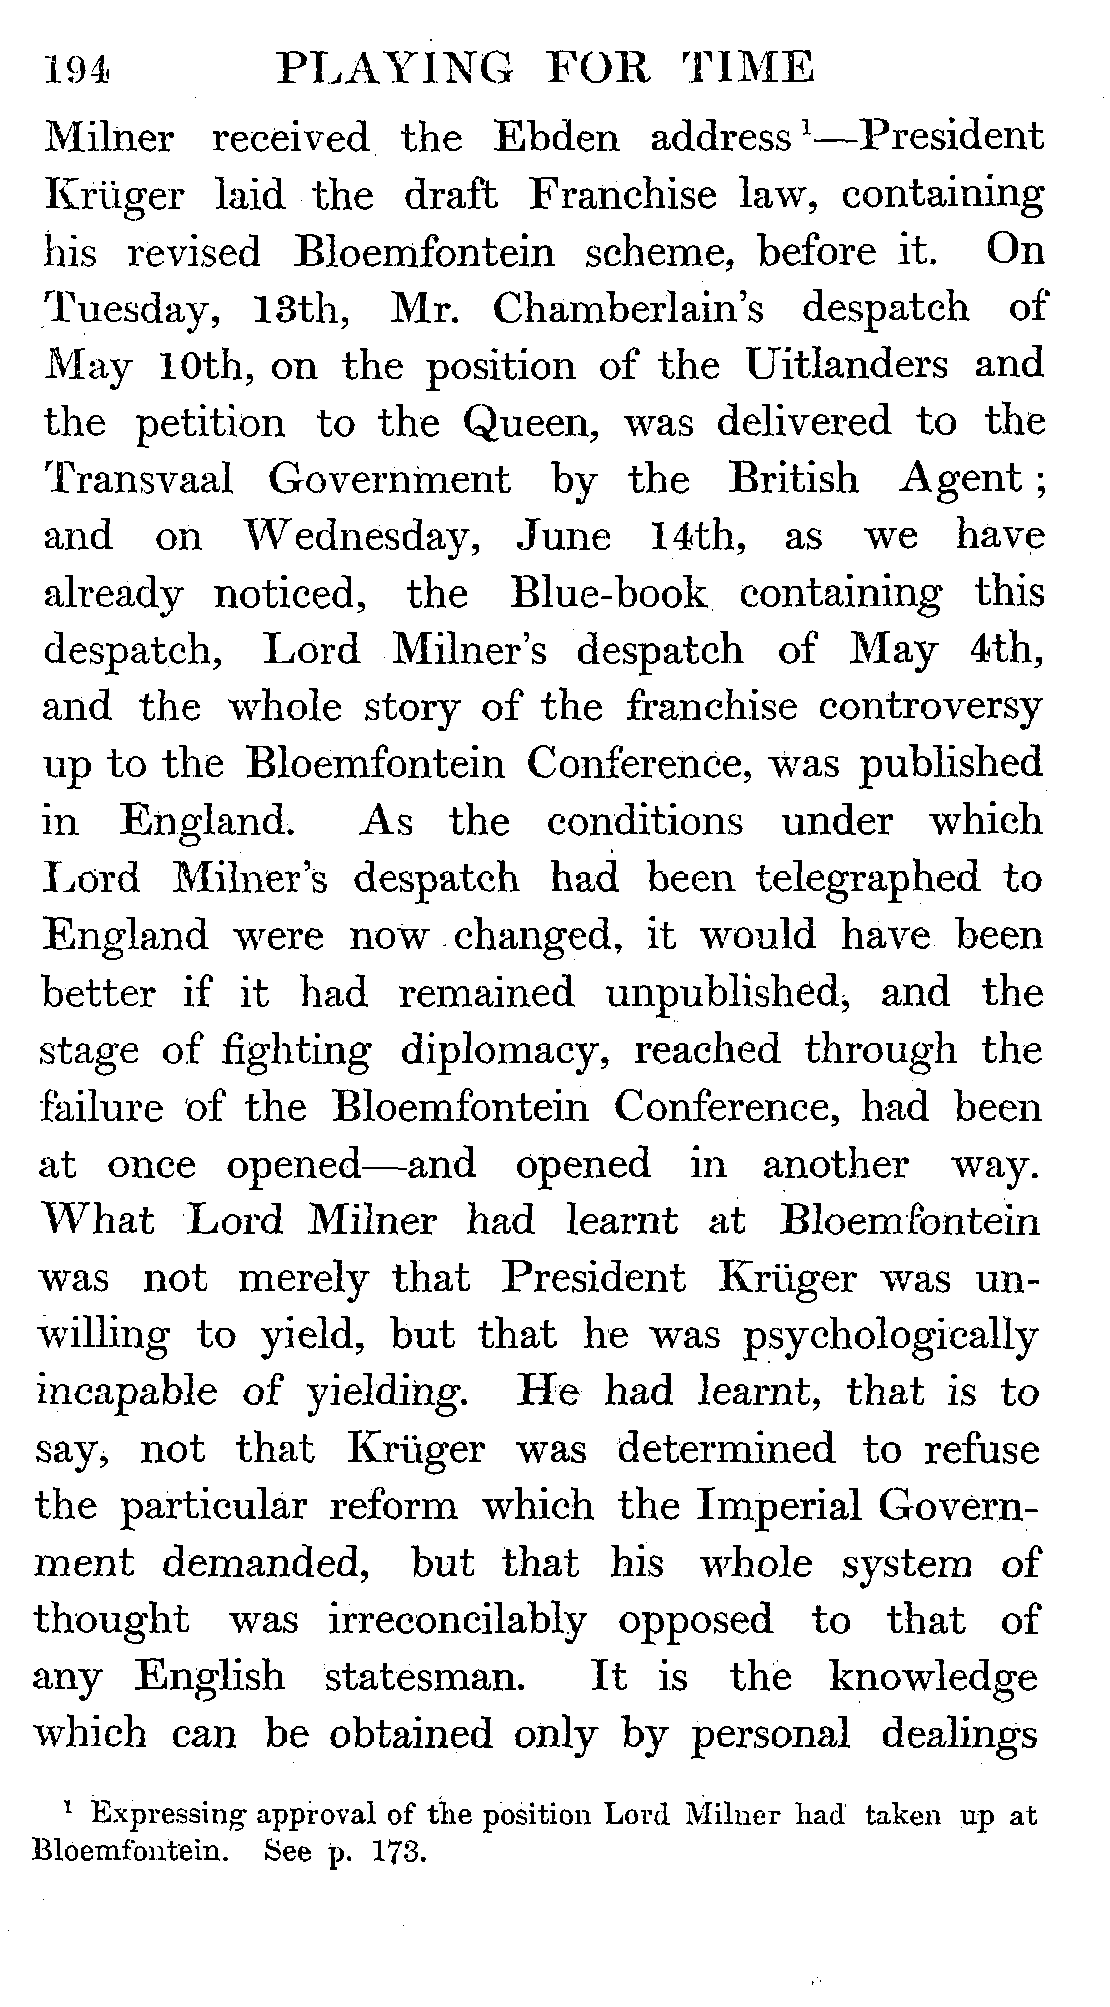 194 PLAYING FOR TIME
Milner received the Ebden address ¹—President
Krüger laid the draft Franchise law, containing
his revised Bloemfontein scheme, before it. On
Tuesday, 13th, Mr. Chamberlain's despatch of
May 10th, on the position of the Uitlanders and
the petition to the Queen, was delivered to the
Transvaal Government by the British Agent ;
and on Wednesday, June 14th, as we have
already noticed, the Blue-book containing this
despatch, Lord Milner's despatch of May 4th,
and the whole story of the franchise controversy
up to the Bloemfontein Conference, was published
in England. As the conditions under which
Lord Milner's despatch had been telegraphed to
England were now changed, it would have been
better if it had remained unpublished, and the
stage of fighting diplomacy, reached through the
failure of the Bloemfontein Conference, had been
at once opened—and opened in another way.
What Lord Milner had learnt at Bloemfontein
was not merely that President Krüger was un-
willing to yield, but that he was psychologically
incapable of yielding. He had learnt, that is to
say, not that Krüger was determined to refuse
the particular reform which the Imperial Govern-
ment demanded, but that his whole system of
thought was irreconcilably opposed to that of
any English statesman. It is the knowledge
which can be obtained only by personal dealings
¹ Expressing approval of the position Lord Milner had taken up at
Bloemfontein. See p. 173.